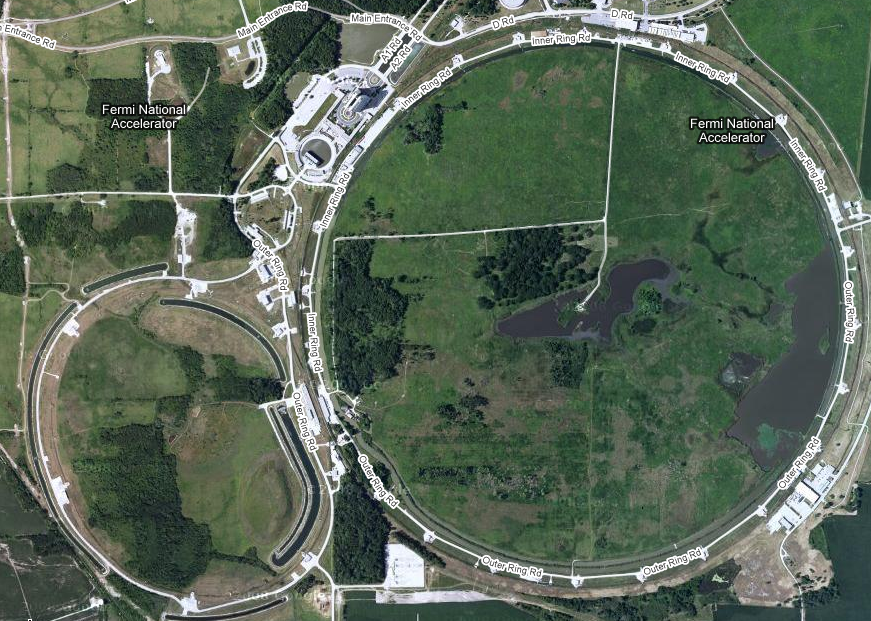 Main Entrance Rd
D Rd
D Rd
Main Entrance Rd
Entrance Rd
Main Entrance Rd
A1 Rd
A2 Rd
Inner Ring Rd
Inner Ring Rd
Inner Ring Rd
Fermi National
Accelerator
Fermi National
Accelerator
Inner Ring Rd
Inner Ring Rd
Outer Ring Rd
Outer Ring Rd
Inner Ring Rd
Outer Ring Rd
Outer Ring Rd
Outer Ring Rd
Outer Ring Rd
Outer Ring Rd